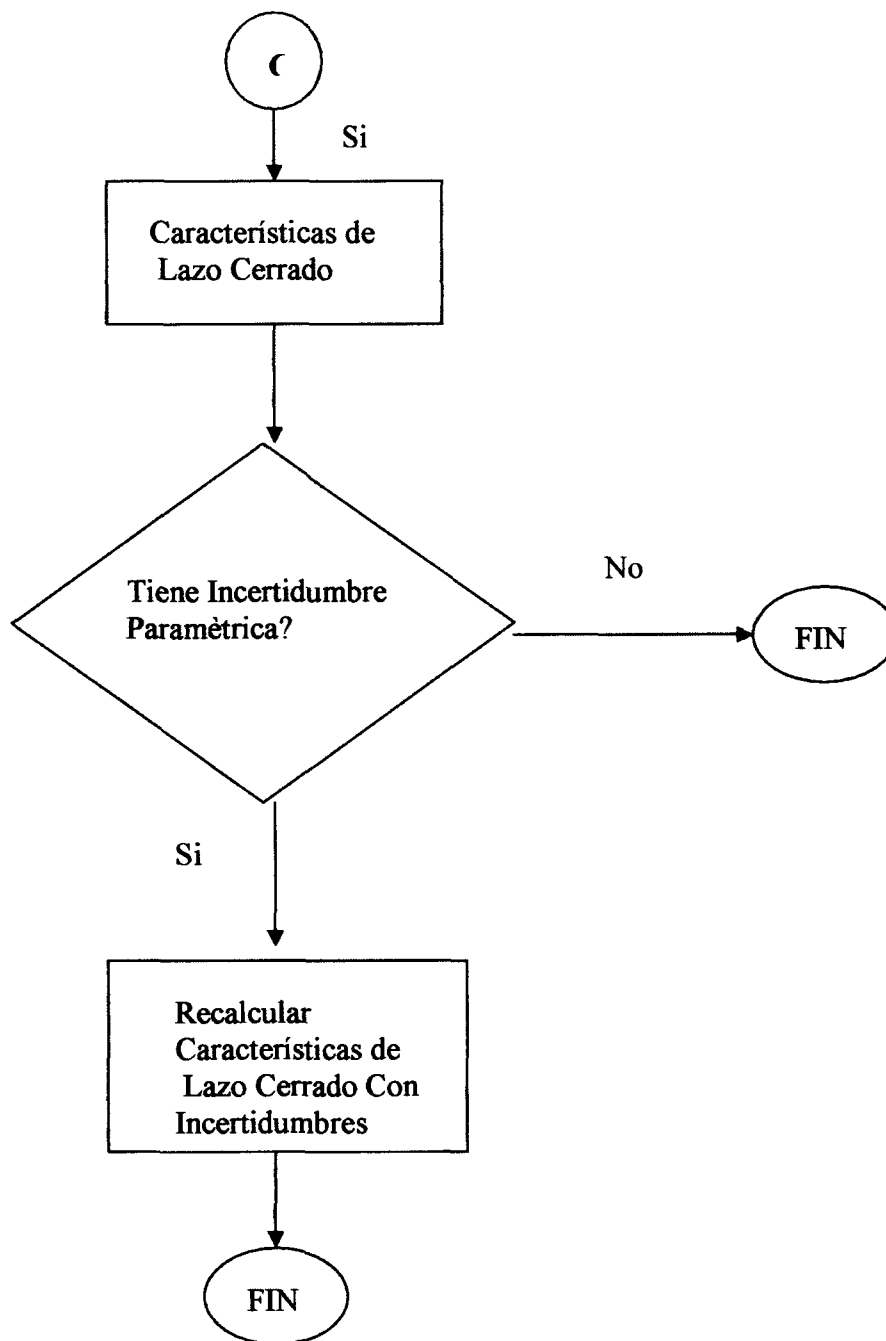 Si
Características de
Lazo Cerrado
Tiene Incertidumbre
Paramètrica?
No
FIN
Si
Recalcular
Características de
Lazo Cerrado Con
Incertidumbres
FIN